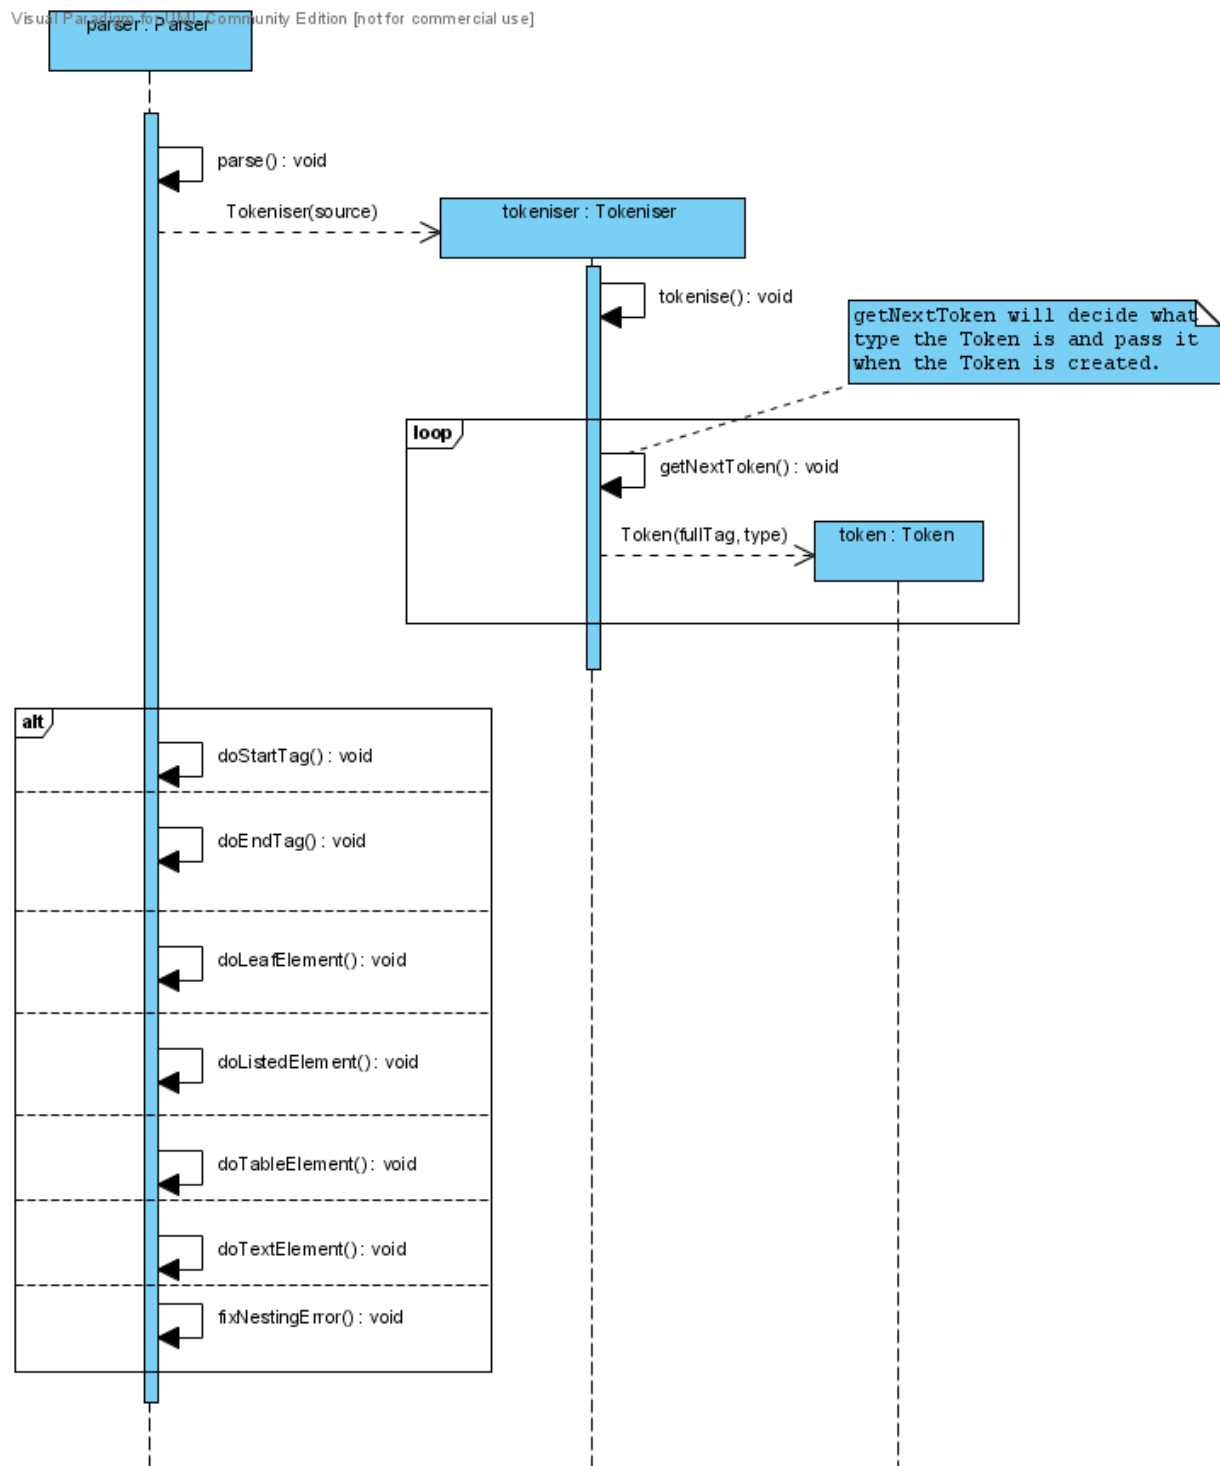 Visual Paradigm for UML Community Edition [not for commercial use]
parser : Parser
parse() : void
Tokeniser(source)
tokeniser : Tokeniser
tokenise() : void
getNextToken will decide what
type the Token is and pass it
when the Token is created.
loop
getNextToken() : void
Token(fullTag, type)
token : Token
alt
doStartTag() : void
doEndTag() : void
doLeafElement() : void
doListedElement() : void
doTableElement() : void
doTextElement() : void
fixNestingError() : void